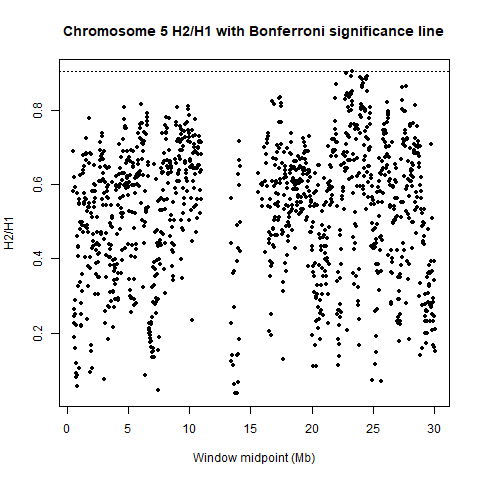 Chromosome 5 H2/H1 with Bonferroni significance line
0.8
0.6
0.4
0.2
H2/H1
0 5 10 15 20 25 30
Window midpoint (Mb)